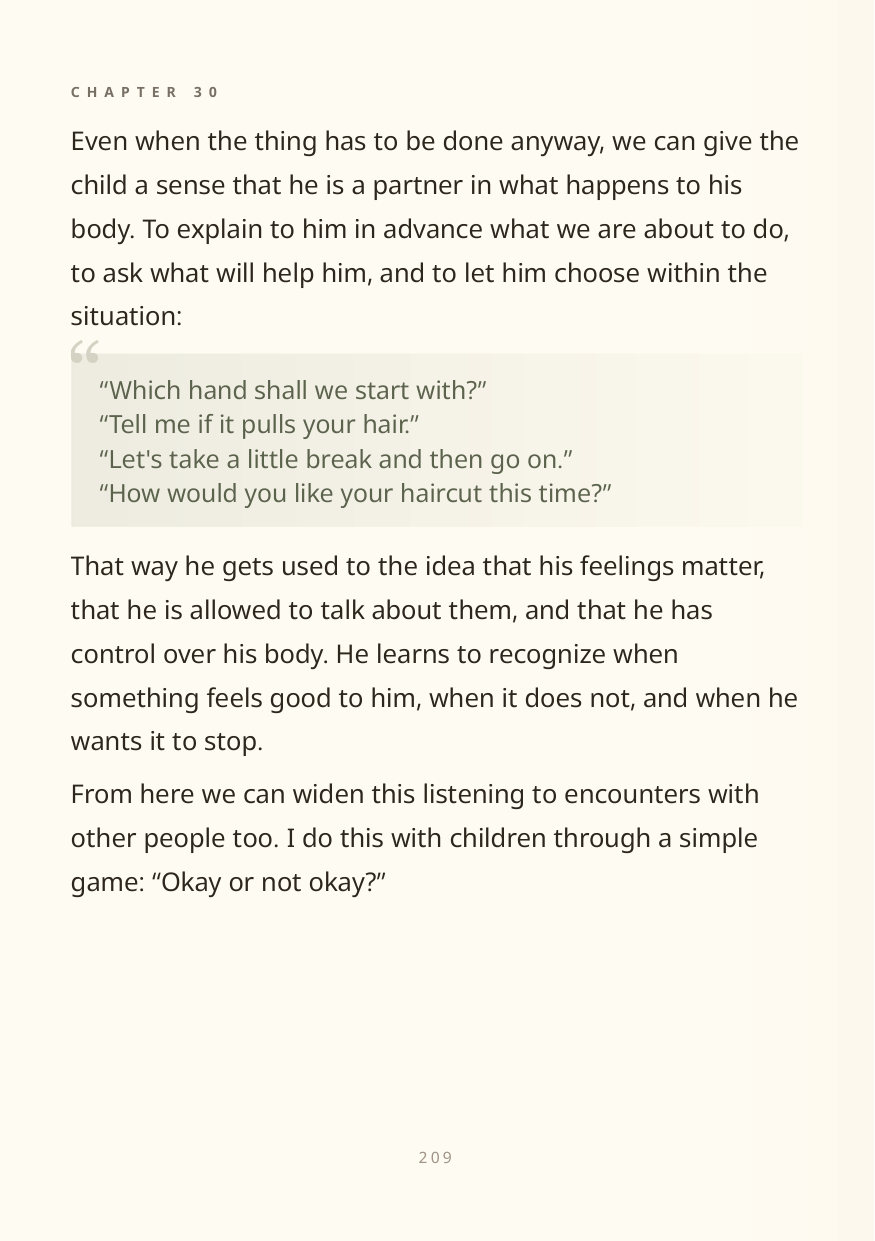 CHAPTER 30
Even when the thing has to be done anyway, we can give the
child a sense that he is a partner in what happens to his
body. To explain to him in advance what we are about to do,
to ask what will help him, and to let him choose within the
situation:
“
“Which hand shall we start with?”
“Tell me if it pulls your hair.”
“Let's take a little break and then go on.”
“How would you like your haircut this time?”
That way he gets used to the idea that his feelings matter,
that he is allowed to talk about them, and that he has
control over his body. He learns to recognize when
something feels good to him, when it does not, and when he
wants it to stop.
From here we can widen this listening to encounters with
other people too. I do this with children through a simple
game: “Okay or not okay?”
209